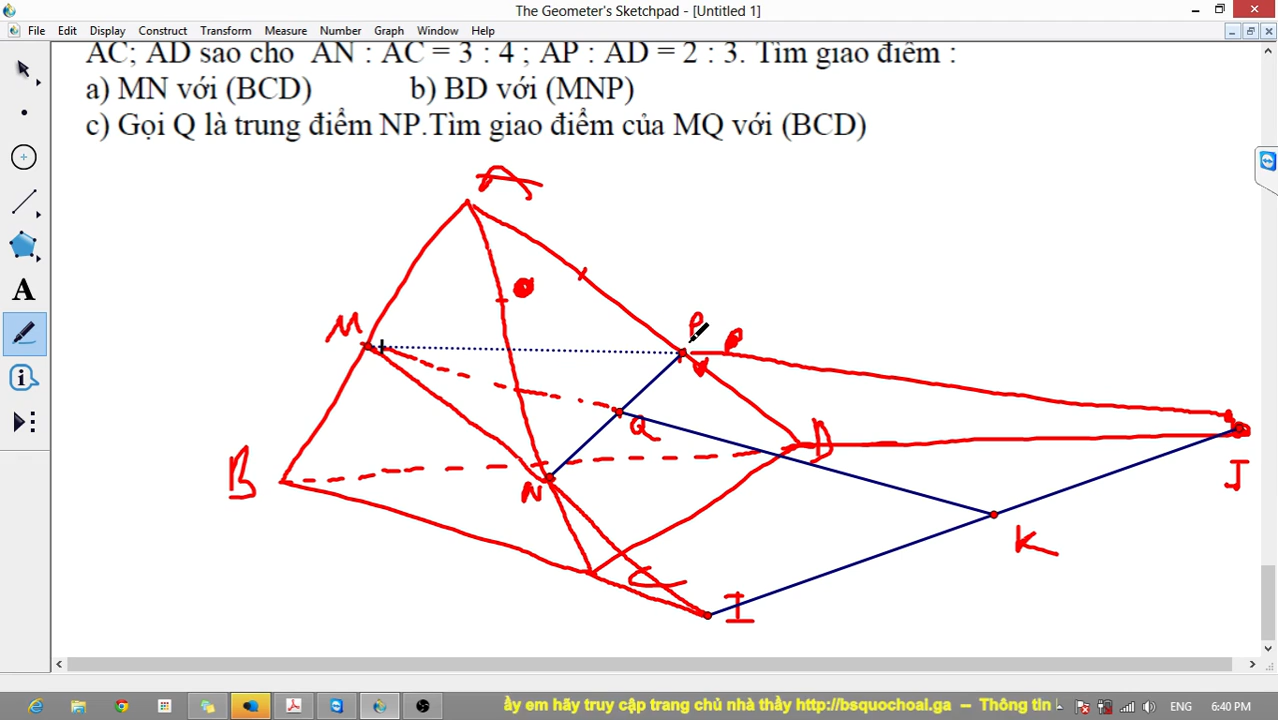 The Geometer's Sketchpad - [Untitled 1]
File Edit Display Construct Transform Measure Number Graph Window Help
AC; AD sao cho AN : AC = 3 : 4 ; AP : AD = 2 : 3. Tìm giao điểm :
a) MN với (BCD) b) BD với (MNP)
c) Gọi Q là trung điểm NP.Tìm giao điểm của MQ với (BCD)
A
M
P
Q
D
B
N
J
K
C
I
A
ầy em hãy truy cập trang chủ nhà thầy http://bsquochoai.ga -- Thông tin
ENG 6:40 PM